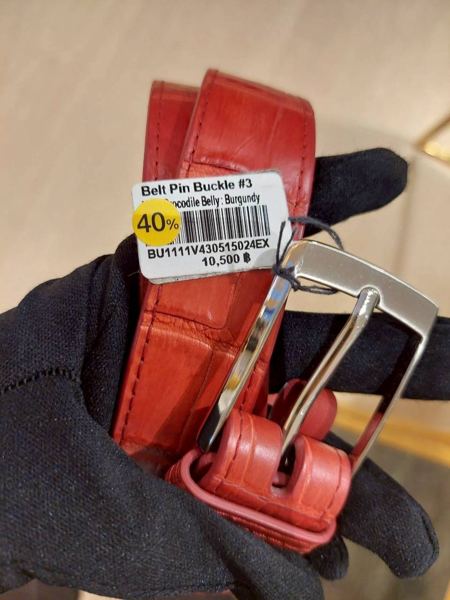 Belt Pin Buckle #3
ocodile Belly: Burgundy
40%
BU1111V430515024EX
10,500 ฿